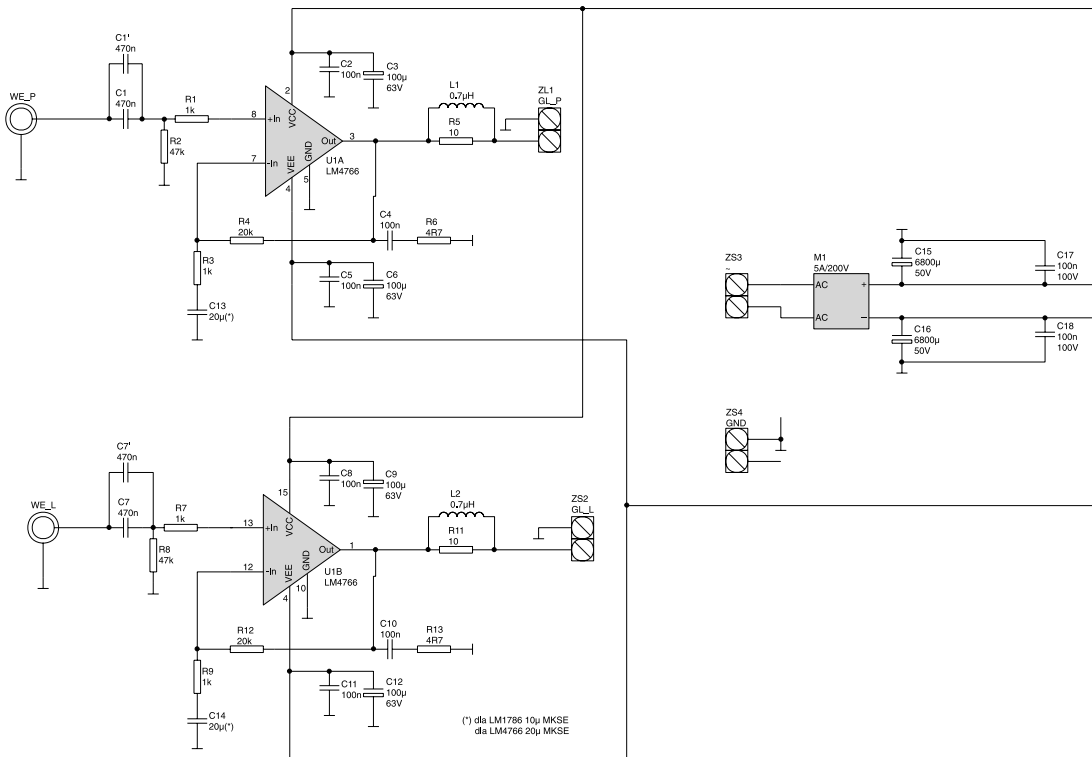 C1'
470n
C1
470n
WE_P
R1
1k
R2
47k
2
8
+In
VCC
7
-In
VEE
4
GND
5
Out
3
U1A
LM4766
C2
100n
C3
100µ
63V
L1
0.7µH
R5
10
ZL1
GL_P
R4
20k
C4
100n
R6
4R7
R3
1k
C13
20µ(*)
C5
100n
C6
100µ
63V
ZS3
~
M1
5A/200V
AC
+
AC
–
C15
6800µ
50V
C17
100n
100V
C16
6800µ
50V
C18
100n
100V
ZS4
GND
C7'
470n
C7
470n
WE_L
R7
1k
R8
47k
15
13
+In
VCC
12
-In
VEE
4
GND
10
Out
1
U1B
LM4766
C8
100n
C9
100µ
63V
L2
0.7µH
R11
10
ZS2
GL_L
R12
20k
C10
100n
R13
4R7
R9
1k
C14
20µ(*)
C11
100n
C12
100µ
63V
(*) dla LM1786 10µ MKSE
dla LM4766 20µ MKSE